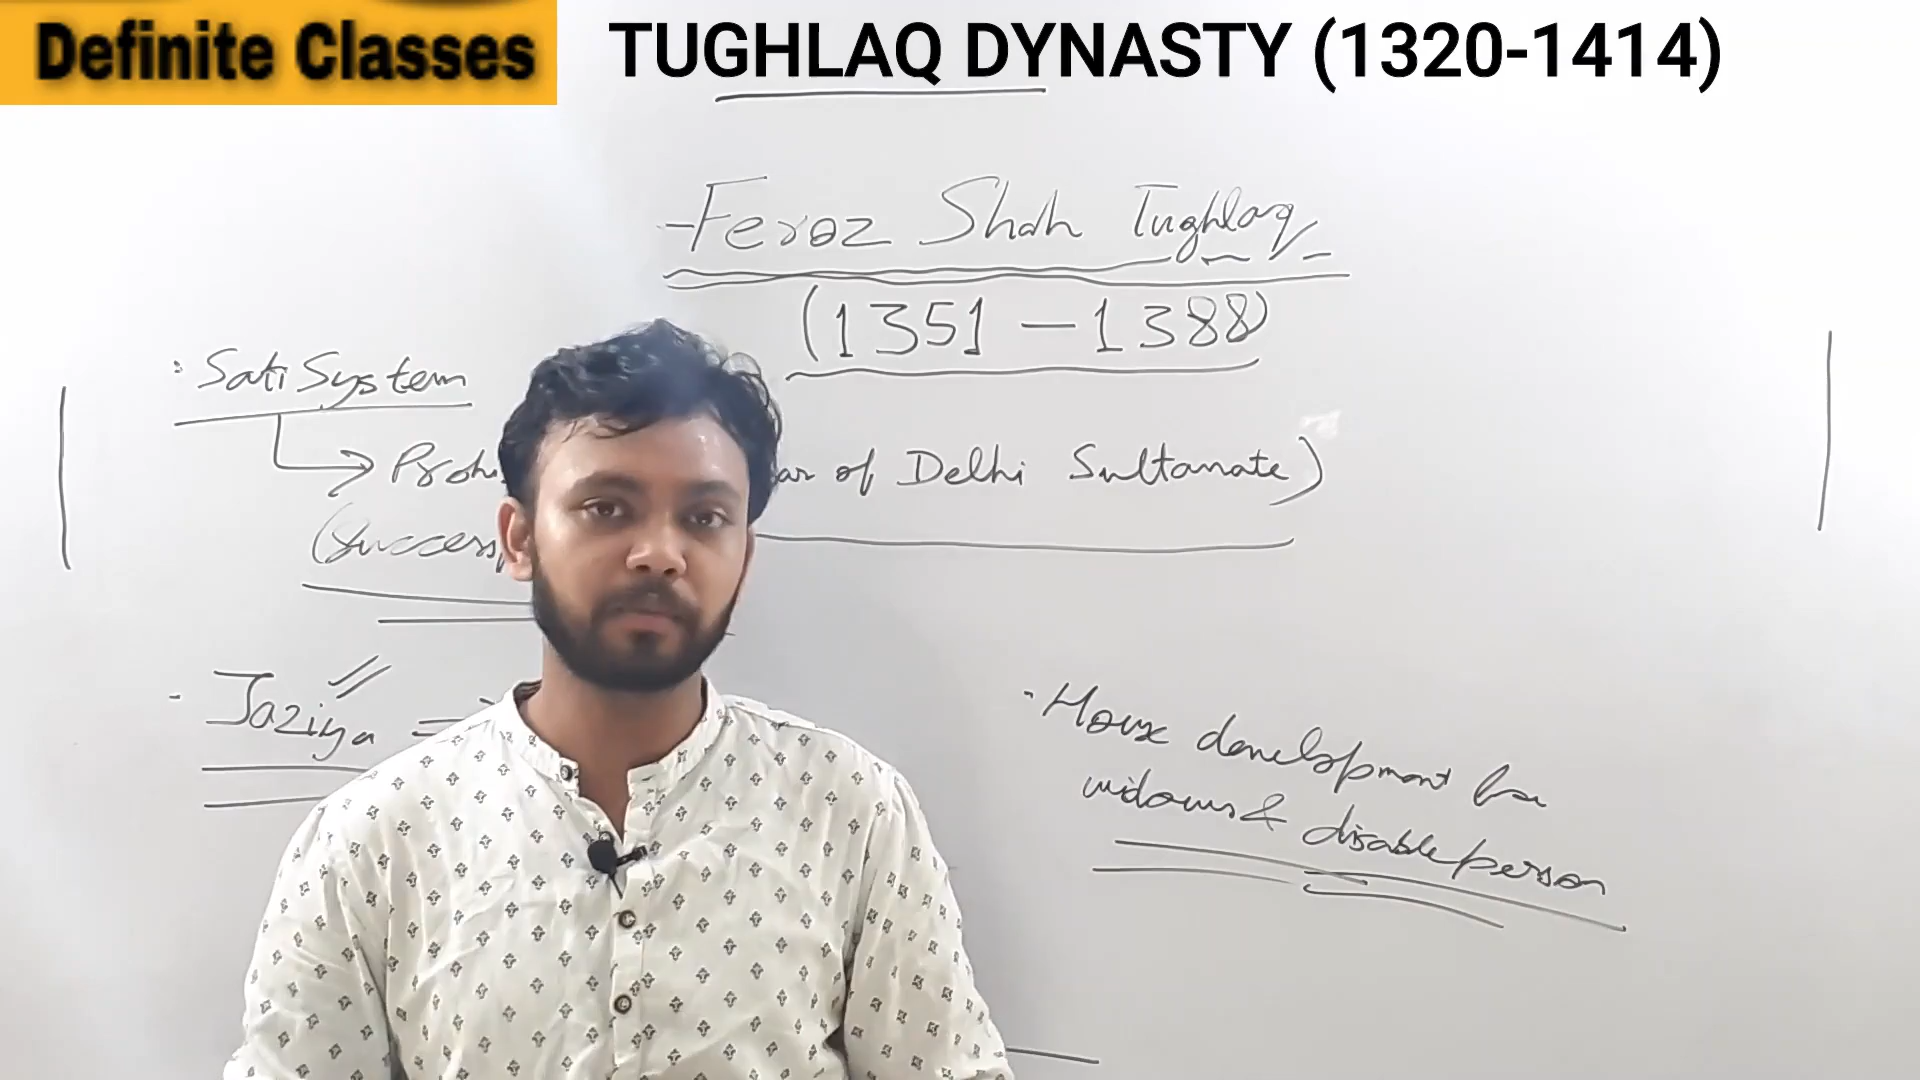 Definite Classes
TUGHLAQ DYNASTY (1320-1414)
Feroz Shah Tughlaq
(1351-1388)
Sati System
of Delhi Sultanate)
Jaziya =
House development for
widows & disable person